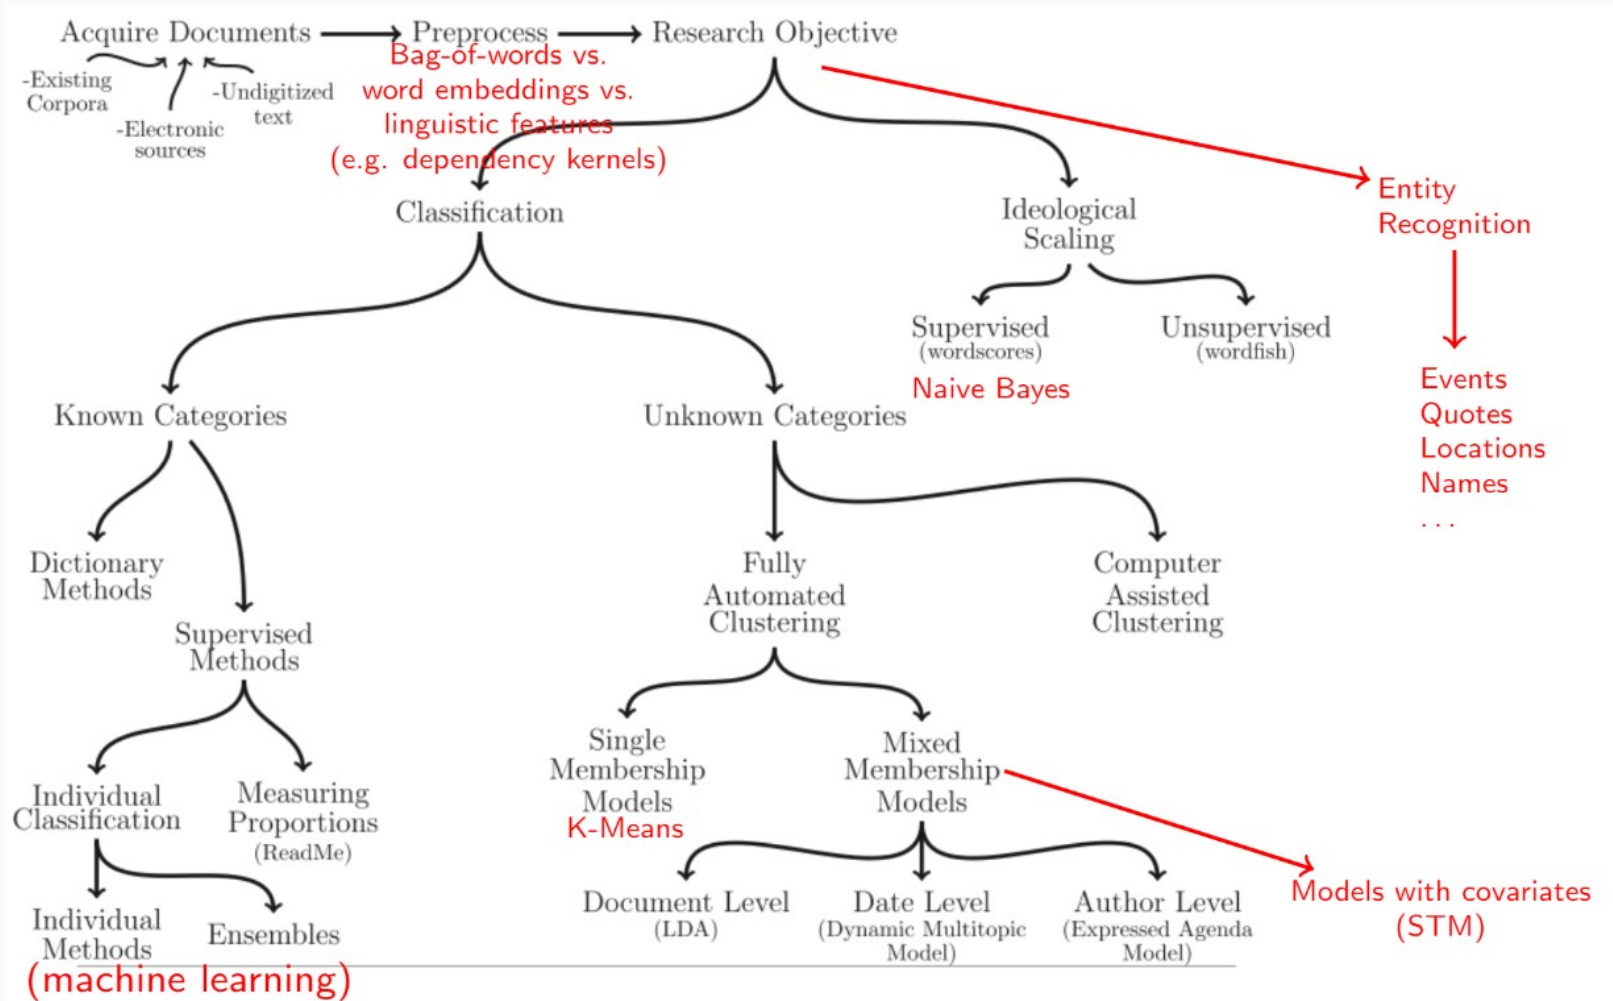 Acquire Documents
Preprocess
Research Objective
-Existing
Corpora
-Electronic
sources
-Undigitized
text
Bag-of-words vs.
word embeddings vs.
linguistic features
(e.g. dependency kernels)
Classification
Ideological
Scaling
Entity
Recognition
Supervised
(wordscores)
Naive Bayes
Unsupervised
(wordfish)
Events
Quotes
Locations
Names
...
Known Categories
Unknown Categories
Dictionary
Methods
Supervised
Methods
Fully
Automated
Clustering
Computer
Assisted
Clustering
Individual
Classification
Measuring
Proportions
(ReadMe)
Single
Membership
Models
K-Means
Mixed
Membership
Models
Individual
Methods
(machine learning)
Ensembles
Document Level
(LDA)
Date Level
(Dynamic Multitopic
Model)
Author Level
(Expressed Agenda
Model)
Models with covariates
(STM)